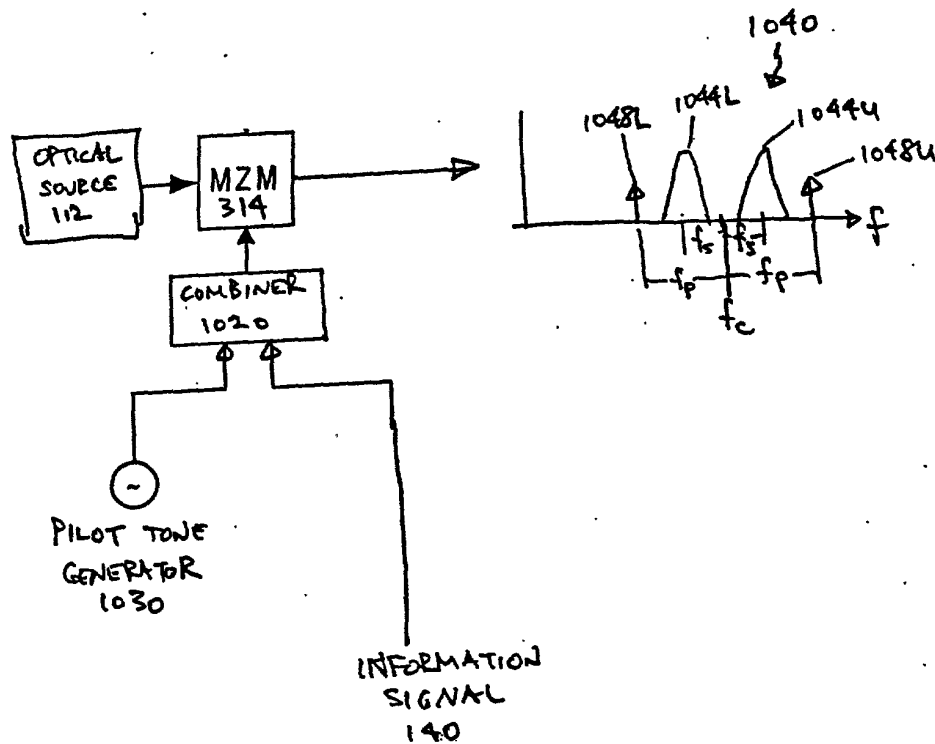 1040
1048L
1044L
1044U
1048U
OPTICAL
SOURCE
112
MZM
314
f
fs
fs
fp
fp
fc
COMBINER
1020
~
PILOT TONE
GENERATOR
1030
INFORMATION
SIGNAL
140